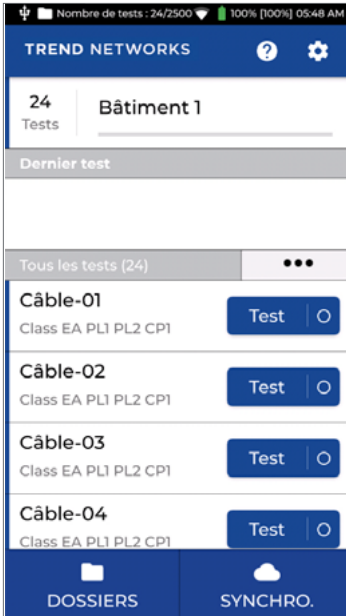 Nombre de tests : 24/2500 100% [100%] 05:48 AM
TREND NETWORKS ?
24
Tests
Bâtiment 1
Dernier test
Tous les tests (24) •••
Câble-01
Class EA PL1 PL2 CP1
Test
Câble-02
Class EA PL1 PL2 CP1
Test
Câble-03
Class EA PL1 PL2 CP1
Test
Câble-04
Class EA PL1 PL2 CP1
Test
DOSSIERS SYNCHRO.